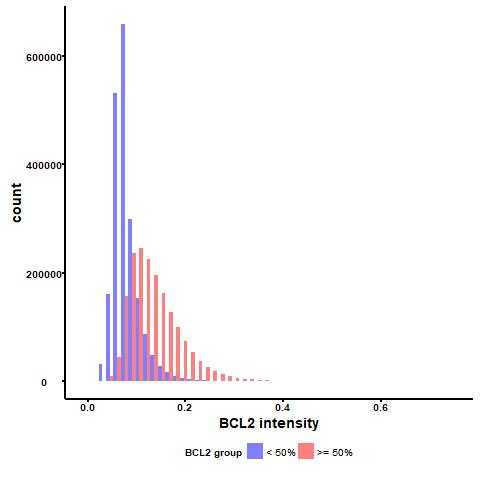 count
600000
400000
200000
0
0.0 0.2 0.4 0.6
BCL2 intensity
BCL2 group < 50% >= 50%